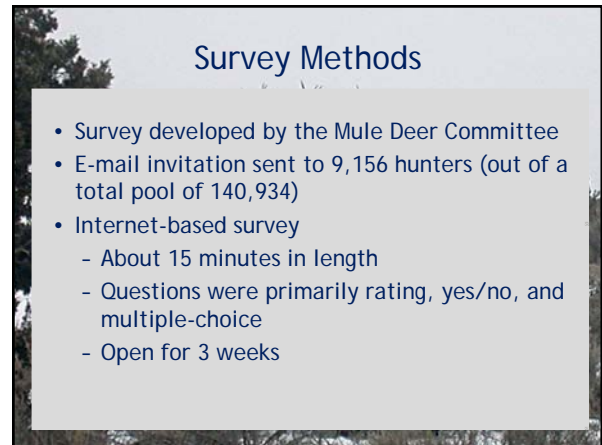 Survey Methods
• Survey developed by the Mule Deer Committee
• E-mail invitation sent to 9,156 hunters (out of a
total pool of 140,934)
• Internet-based survey
- About 15 minutes in length
- Questions were primarily rating, yes/no, and
multiple-choice
- Open for 3 weeks